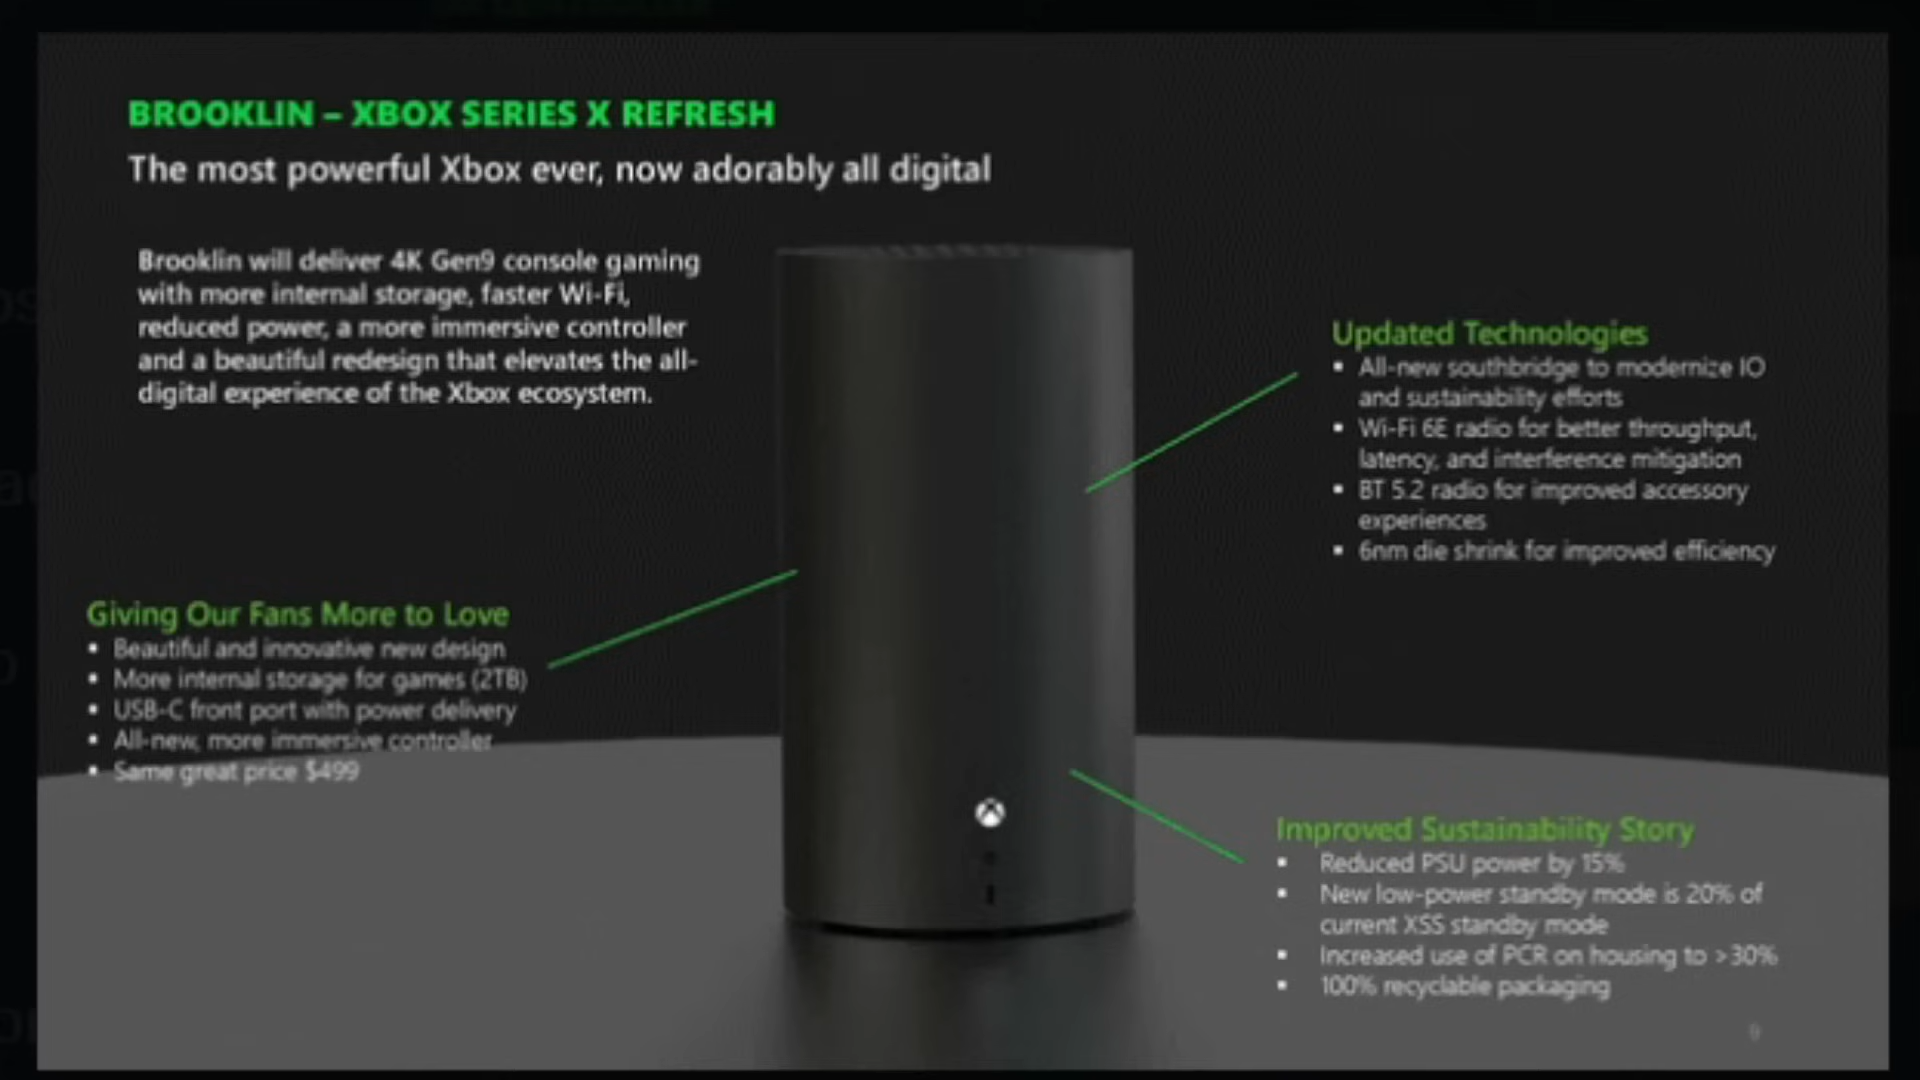 BROOKLIN – XBOX SERIES X REFRESH
The most powerful Xbox ever, now adorably all digital
Brooklin will deliver 4K Gen9 console gaming
with more internal storage, faster Wi-Fi,
reduced power, a more immersive controller
and a beautiful redesign that elevates the all-
digital experience of the Xbox ecosystem.
Giving Our Fans More to Love
▪ Beautiful and innovative new design
▪ More internal storage for games (2TB)
▪ USB-C front port with power delivery
▪ All-new, more immersive controller
▪ Same great price $499
Updated Technologies
▪ All-new southbridge to modernize IO
and sustainability efforts
▪ Wi-Fi 6E radio for better throughput,
latency, and interference mitigation
▪ BT 5.2 radio for improved accessory
experiences
▪ 6nm die shrink for improved efficiency
Improved Sustainability Story
▪ Reduced PSU power by 15%
▪ New low-power standby mode is 20% of
current XSS standby mode
▪ Increased use of PCR on housing to >30%
▪ 100% recyclable packaging
9